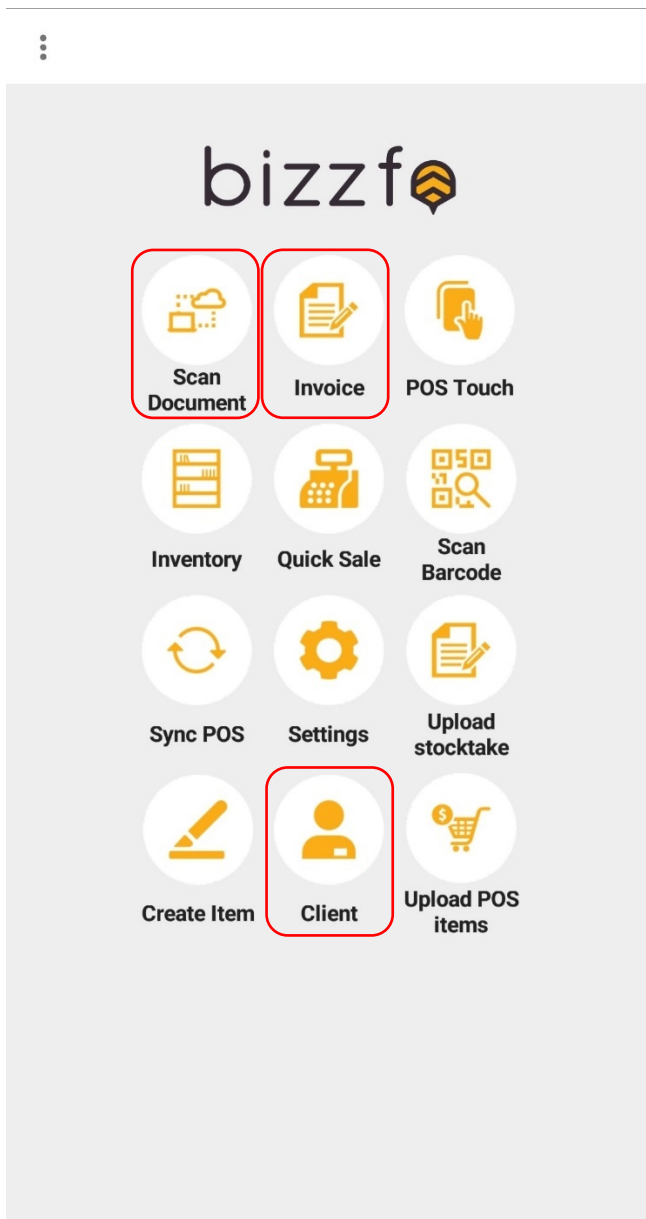 bizzfo
Scan
Document
Invoice
POS Touch
Inventory
Quick Sale
Scan
Barcode
Sync POS
Settings
Upload
stocktake
Create Item
Client
Upload POS
items